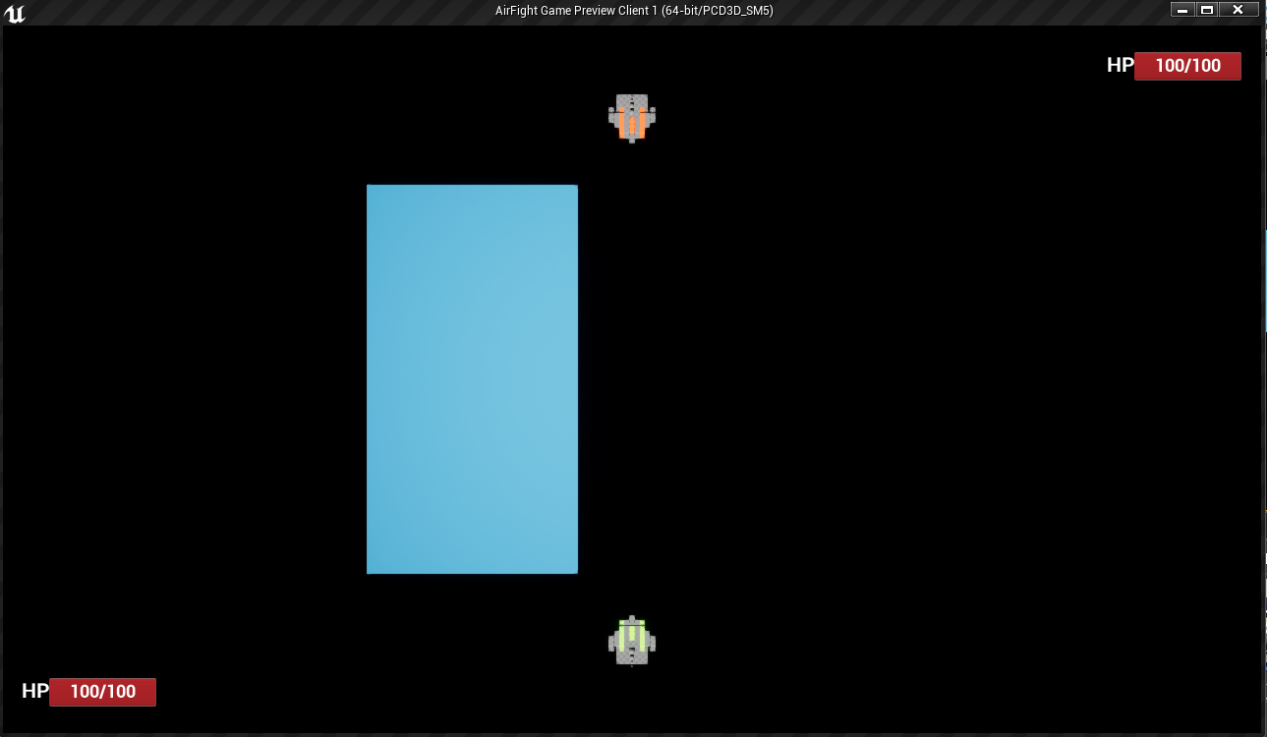 AirFight Game Preview Client 1 (64-bit/PCD3D_SM5)
HP 100/100
HP 100/100